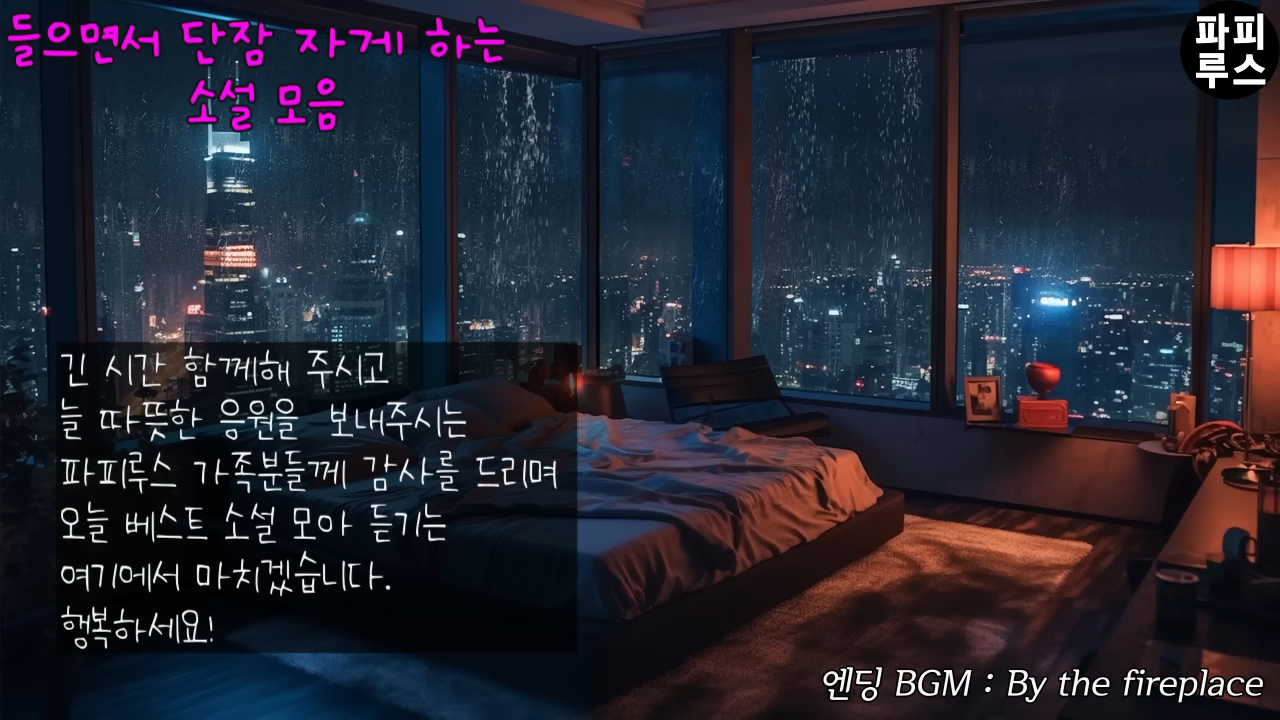 들으면서 단잠 자게 하는
소설 모음
파피
루스
긴 시간 함께해 주시고
늘 따뜻한 응원을 보내주시는
파피루스 가족분들께 감사를 드리며
오늘 베스트 소설 모아 듣기는
여기에서 마치겠습니다.
행복하세요!
엔딩 BGM : By the fireplace